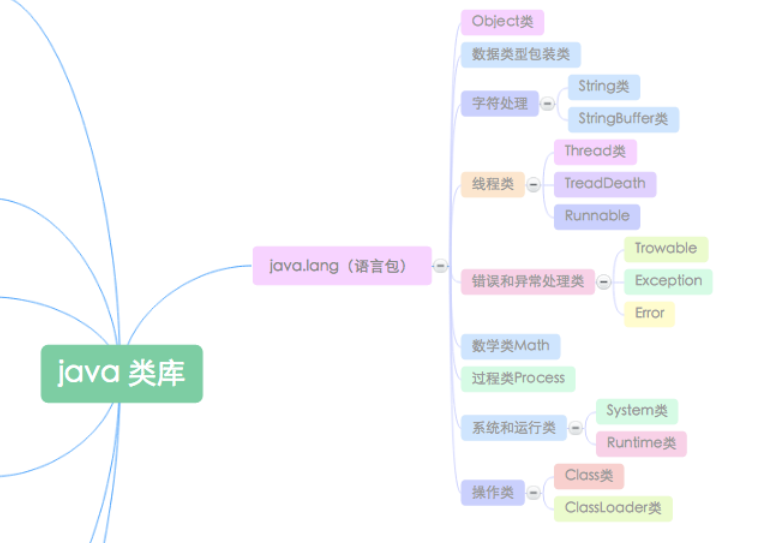 Object类
数据类型包装类
字符处理
String类
StringBuffer类
线程类
Thread类
TreadDeath
Runnable
java.lang（语言包）
错误和异常处理类
Trowable
Exception
Error
java 类库
数学类Math
过程类Process
系统和运行类
System类
Runtime类
操作类
Class类
ClassLoader类